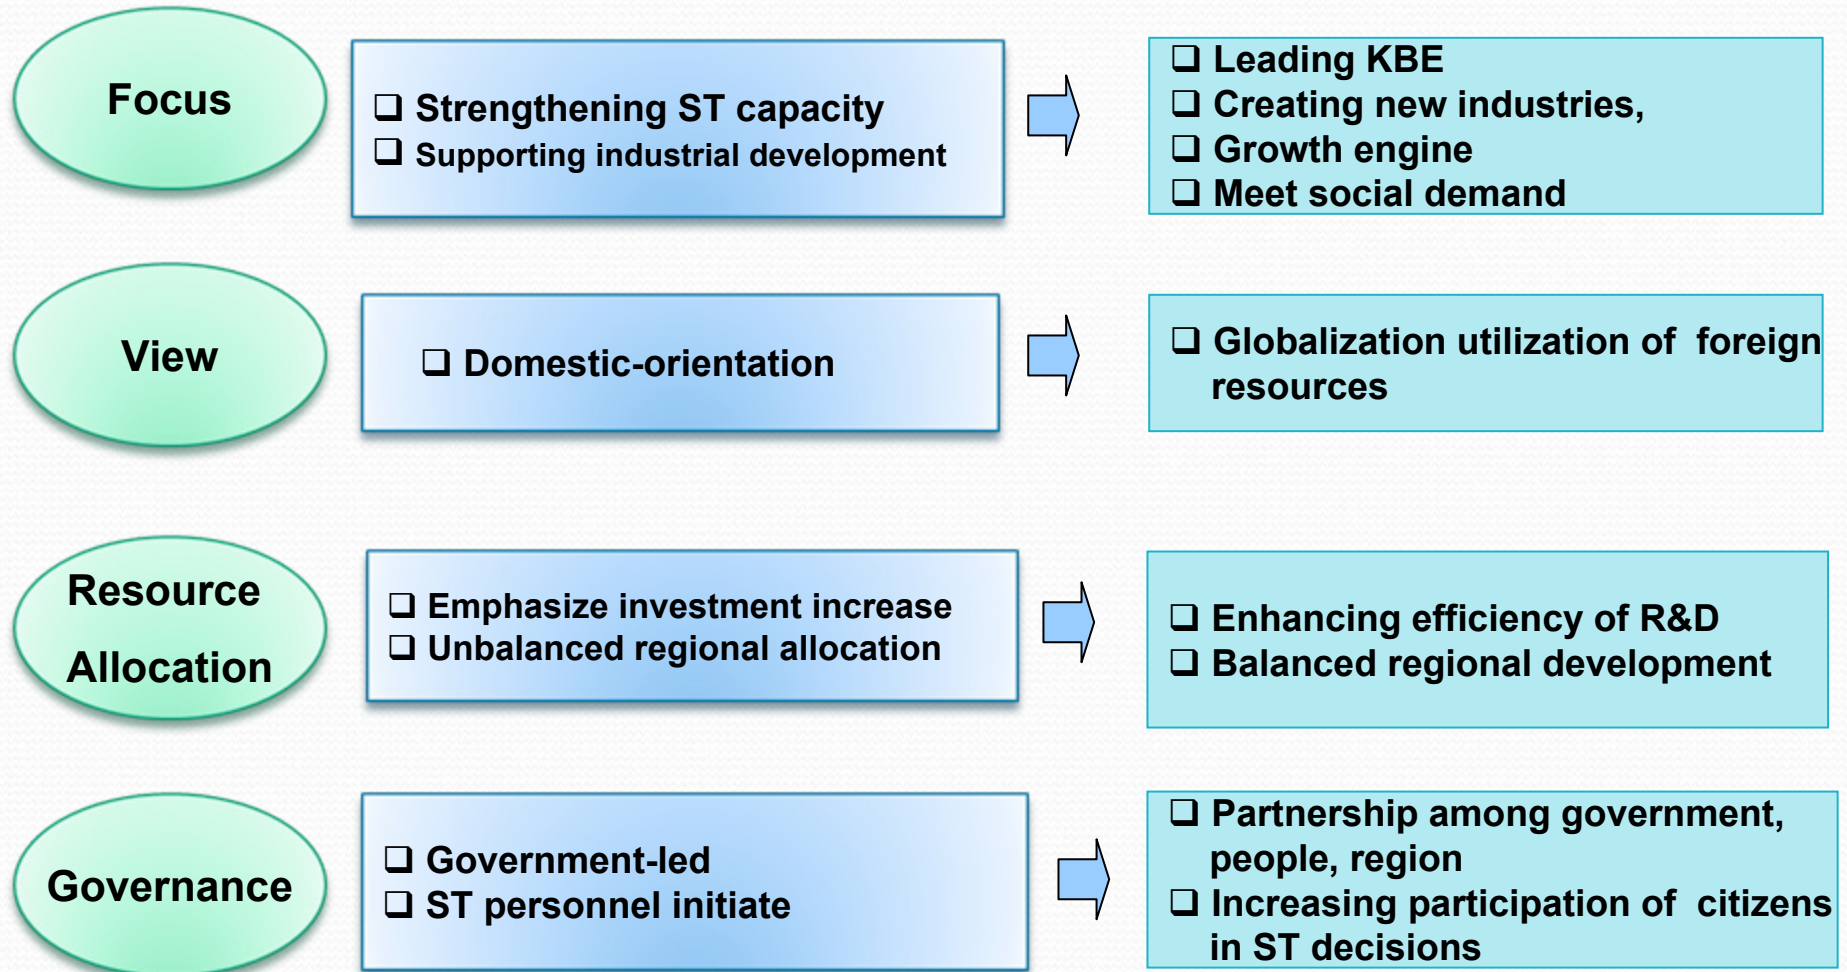 Focus
❑ Strengthening ST capacity
❑ Supporting industrial development
❑ Leading KBE
❑ Creating new industries,
❑ Growth engine
❑ Meet social demand
View
❑ Domestic-orientation
❑ Globalization utilization of foreign
resources
Resource
Allocation
❑ Emphasize investment increase
❑ Unbalanced regional allocation
❑ Enhancing efficiency of R&D
❑ Balanced regional development
Governance
❑ Government-led
❑ ST personnel initiate
❑ Partnership among government,
people, region
❑ Increasing participation of citizens
in ST decisions